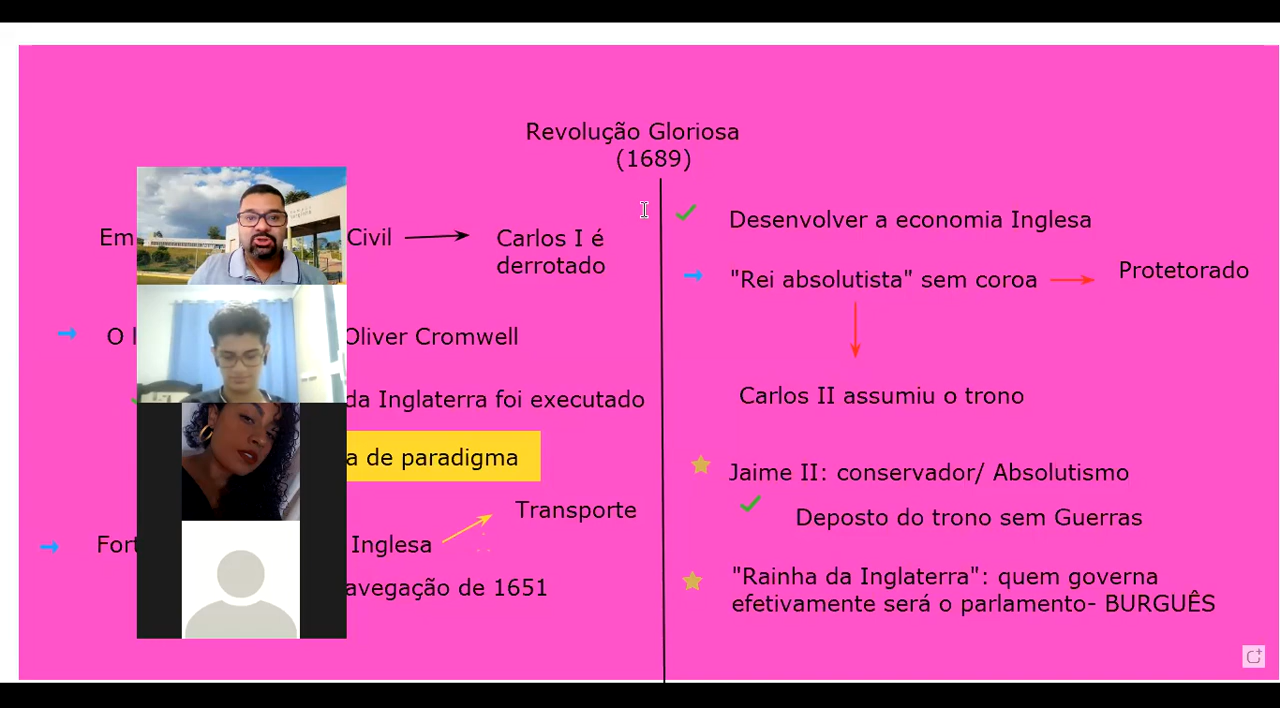 Revolução Gloriosa
(1689)
Em
Civil
Carlos I é
derrotado
O
Oliver Cromwell
da Inglaterra foi executado
a de paradigma
Transporte
Fort
Inglesa
avegação de 1651
Desenvolver a economia Inglesa
"Rei absolutista" sem coroa
Protetorado
Carlos II assumiu o trono
Jaime II: conservador/ Absolutismo
Deposto do trono sem Guerras
"Rainha da Inglaterra": quem governa
efetivamente será o parlamento- BURGUÊS